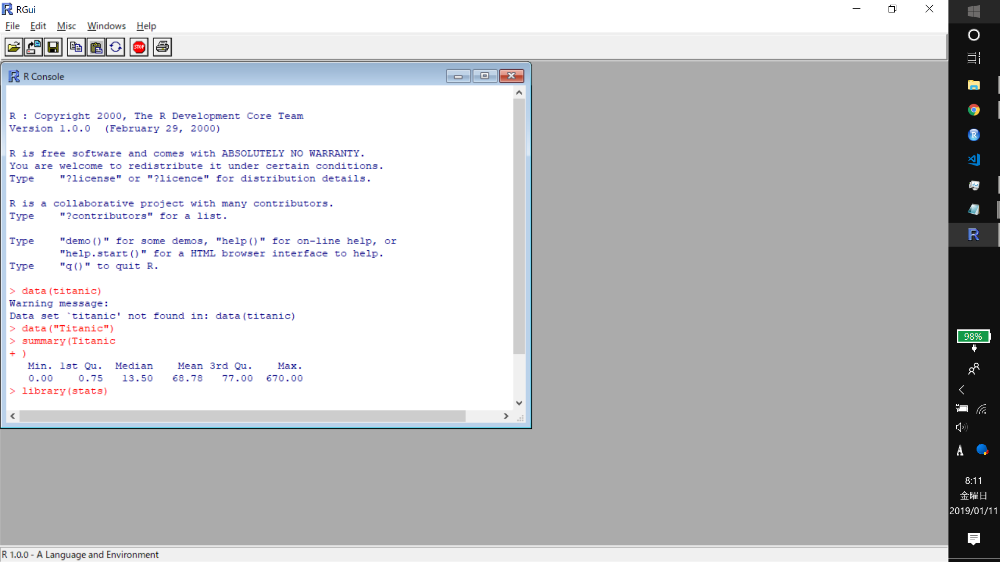 RGui
File Edit Misc Windows Help
STOP
R Console
R : Copyright 2000, The R Development Core Team
Version 1.0.0  (February 29, 2000)
R is free software and comes with ABSOLUTELY NO WARRANTY.
You are welcome to redistribute it under certain conditions.
Type    "?license" or "?licence" for distribution details.
R is a collaborative project with many contributors.
Type    "?contributors" for a list.
Type    "demo()" for some demos, "help()" for on-line help, or
"help.start()" for a HTML browser interface to help.
Type    "q()" to quit R.
> data(titanic)
Warning message:
Data set `titanic' not found in: data(titanic)
> data("Titanic")
> summary(Titanic
+ )
Min. 1st Qu.  Median    Mean 3rd Qu.    Max.
0.00    0.75   13.50   68.78   77.00  670.00
> library(stats)
R 1.0.0 - A Language and Environment
98%
A
8:11
金曜日
2019/01/11